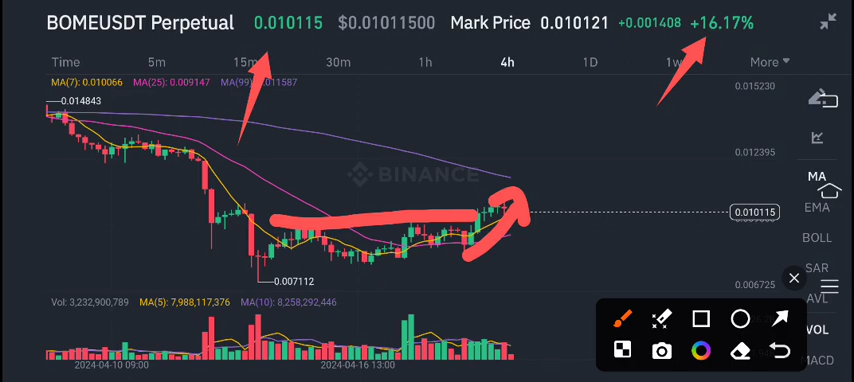 BOMEUSDT Perpetual 0.010115 $0.01011500 Mark Price 0.010121 +0.001408 +16.17%
Time 5m 15m 30m 1h 4h 1D 1w More
MA(7): 0.010066 MA(25): 0.009147 MA(99): 0.011587
0.015230
0.014843
0.012395
BINANCE
MA
0.010115
EMA
BOLL
SAR
0.007112
0.006725
AVL
Vol: 3,232,900,789 MA(5): 7,988,117,376 MA(10): 8,258,292,446
VOL
MACD
2024-04-10 09:00 2024-04-16 13:00